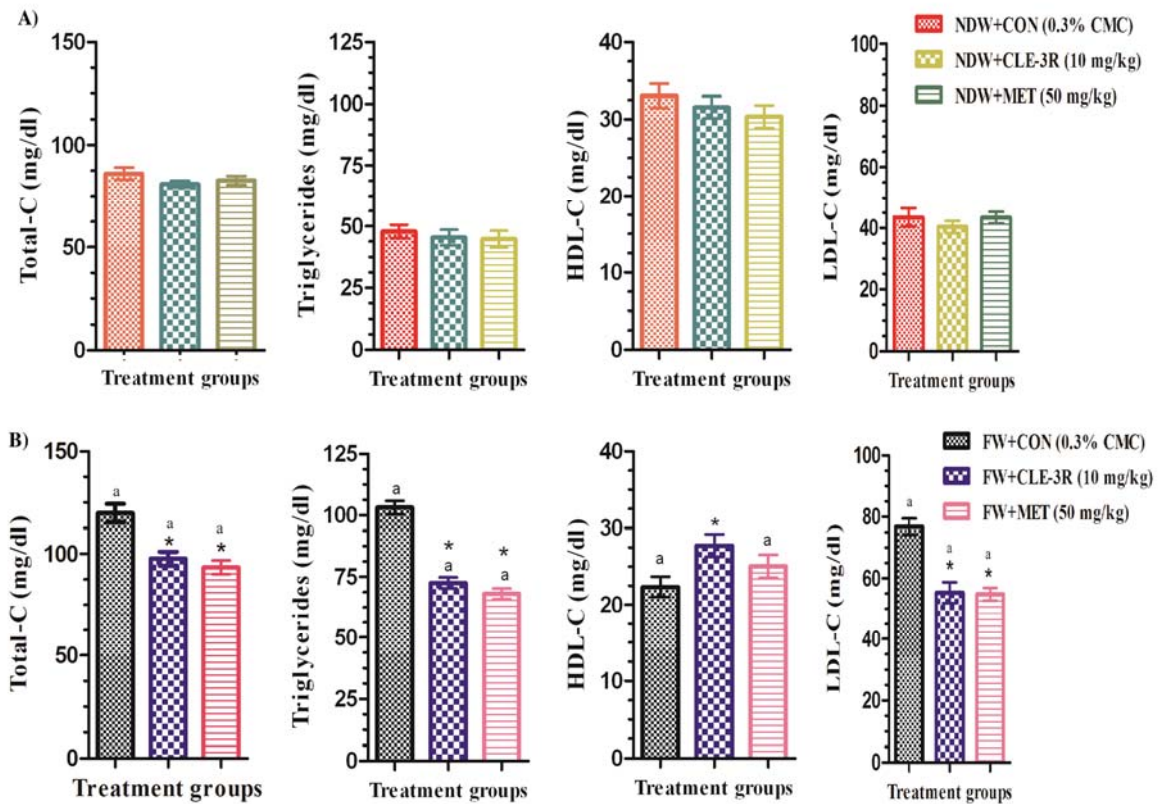 A)
Total-C (mg/dl)
150
100
50
0
Treatment groups
Triglycerides (mg/dl)
125
100
75
50
25
0
Treatment groups
HDL-C (mg/dl)
40
30
20
10
0
Treatment groups
LDL-C (mg/dl)
100
80
60
40
20
0
Treatment groups
NDW+CON (0.3% CMC)
NDW+CLE-3R (10 mg/kg)
NDW+MET (50 mg/kg)
B)
Total-C (mg/dl)
150
100
50
0
a
a
*
a
*
Treatment groups
Triglycerides (mg/dl)
125
100
75
50
25
0
a
*
a
*
a
Treatment groups
HDL-C (mg/dl)
40
30
20
10
0
a
*
a
Treatment groups
LDL-C (mg/dl)
100
80
60
40
20
0
a
a
*
a
*
Treatment groups
FW+CON (0.3% CMC)
FW+CLE-3R (10 mg/kg)
FW+MET (50 mg/kg)